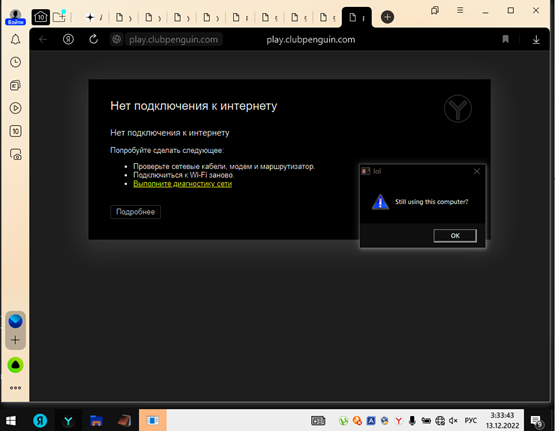 Войти
10
play.clubpenguin.com
play.clubpenguin.com
Нет подключения к интернету
Нет подключения к интернету
Попробуйте сделать следующее:
Проверьте сетевые кабели, модем и маршрутизатор.
Подключиться к Wi-Fi заново.
Выполните диагностику сети
Подробнее
lol
Still using this computer?
OK
10
РУС
3:33:43
13.12.2022